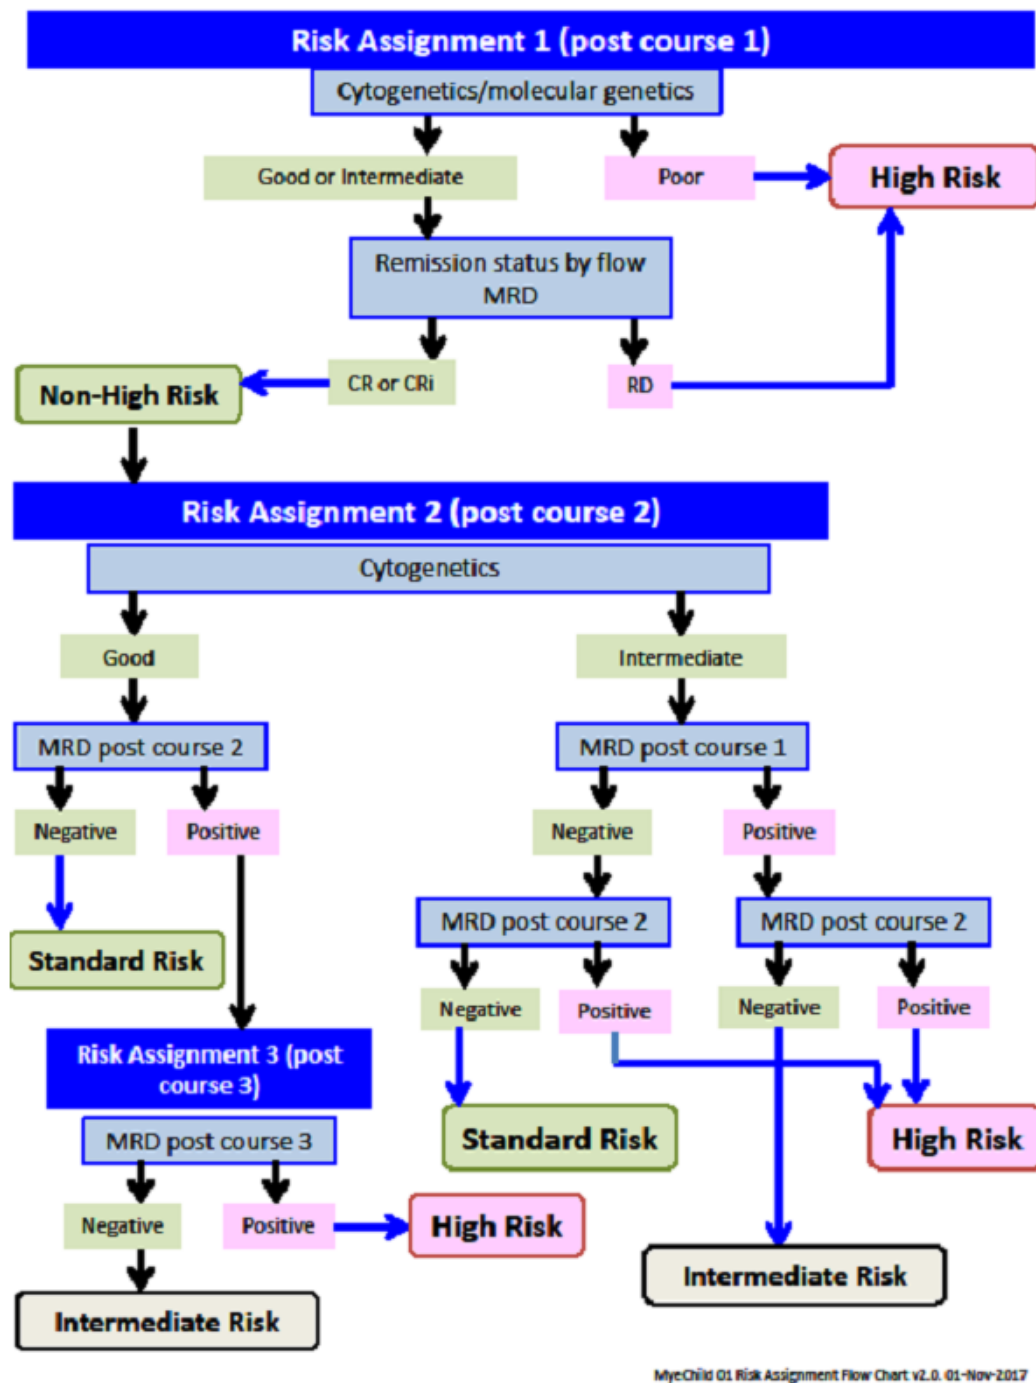 Risk Assignment 1 (post course 1)
Cytogenetics/molecular genetics
Good or Intermediate
Poor
High Risk
Remission status by flow
MRD
CR or CRi
RD
Non-High Risk
Risk Assignment 2 (post course 2)
Cytogenetics
Good
Intermediate
MRD post course 2
MRD post course 1
Negative
Positive
Negative
Positive
MRD post course 2
MRD post course 2
Standard Risk
Negative
Positive
Negative
Positive
Risk Assignment 3 (post
course 3)
MRD post course 3
Standard Risk
High Risk
Negative
Positive
High Risk
Intermediate Risk
Intermediate Risk
MyeChild 01 Risk Assignment Flow Chart v2.0. 01-Nov-2017